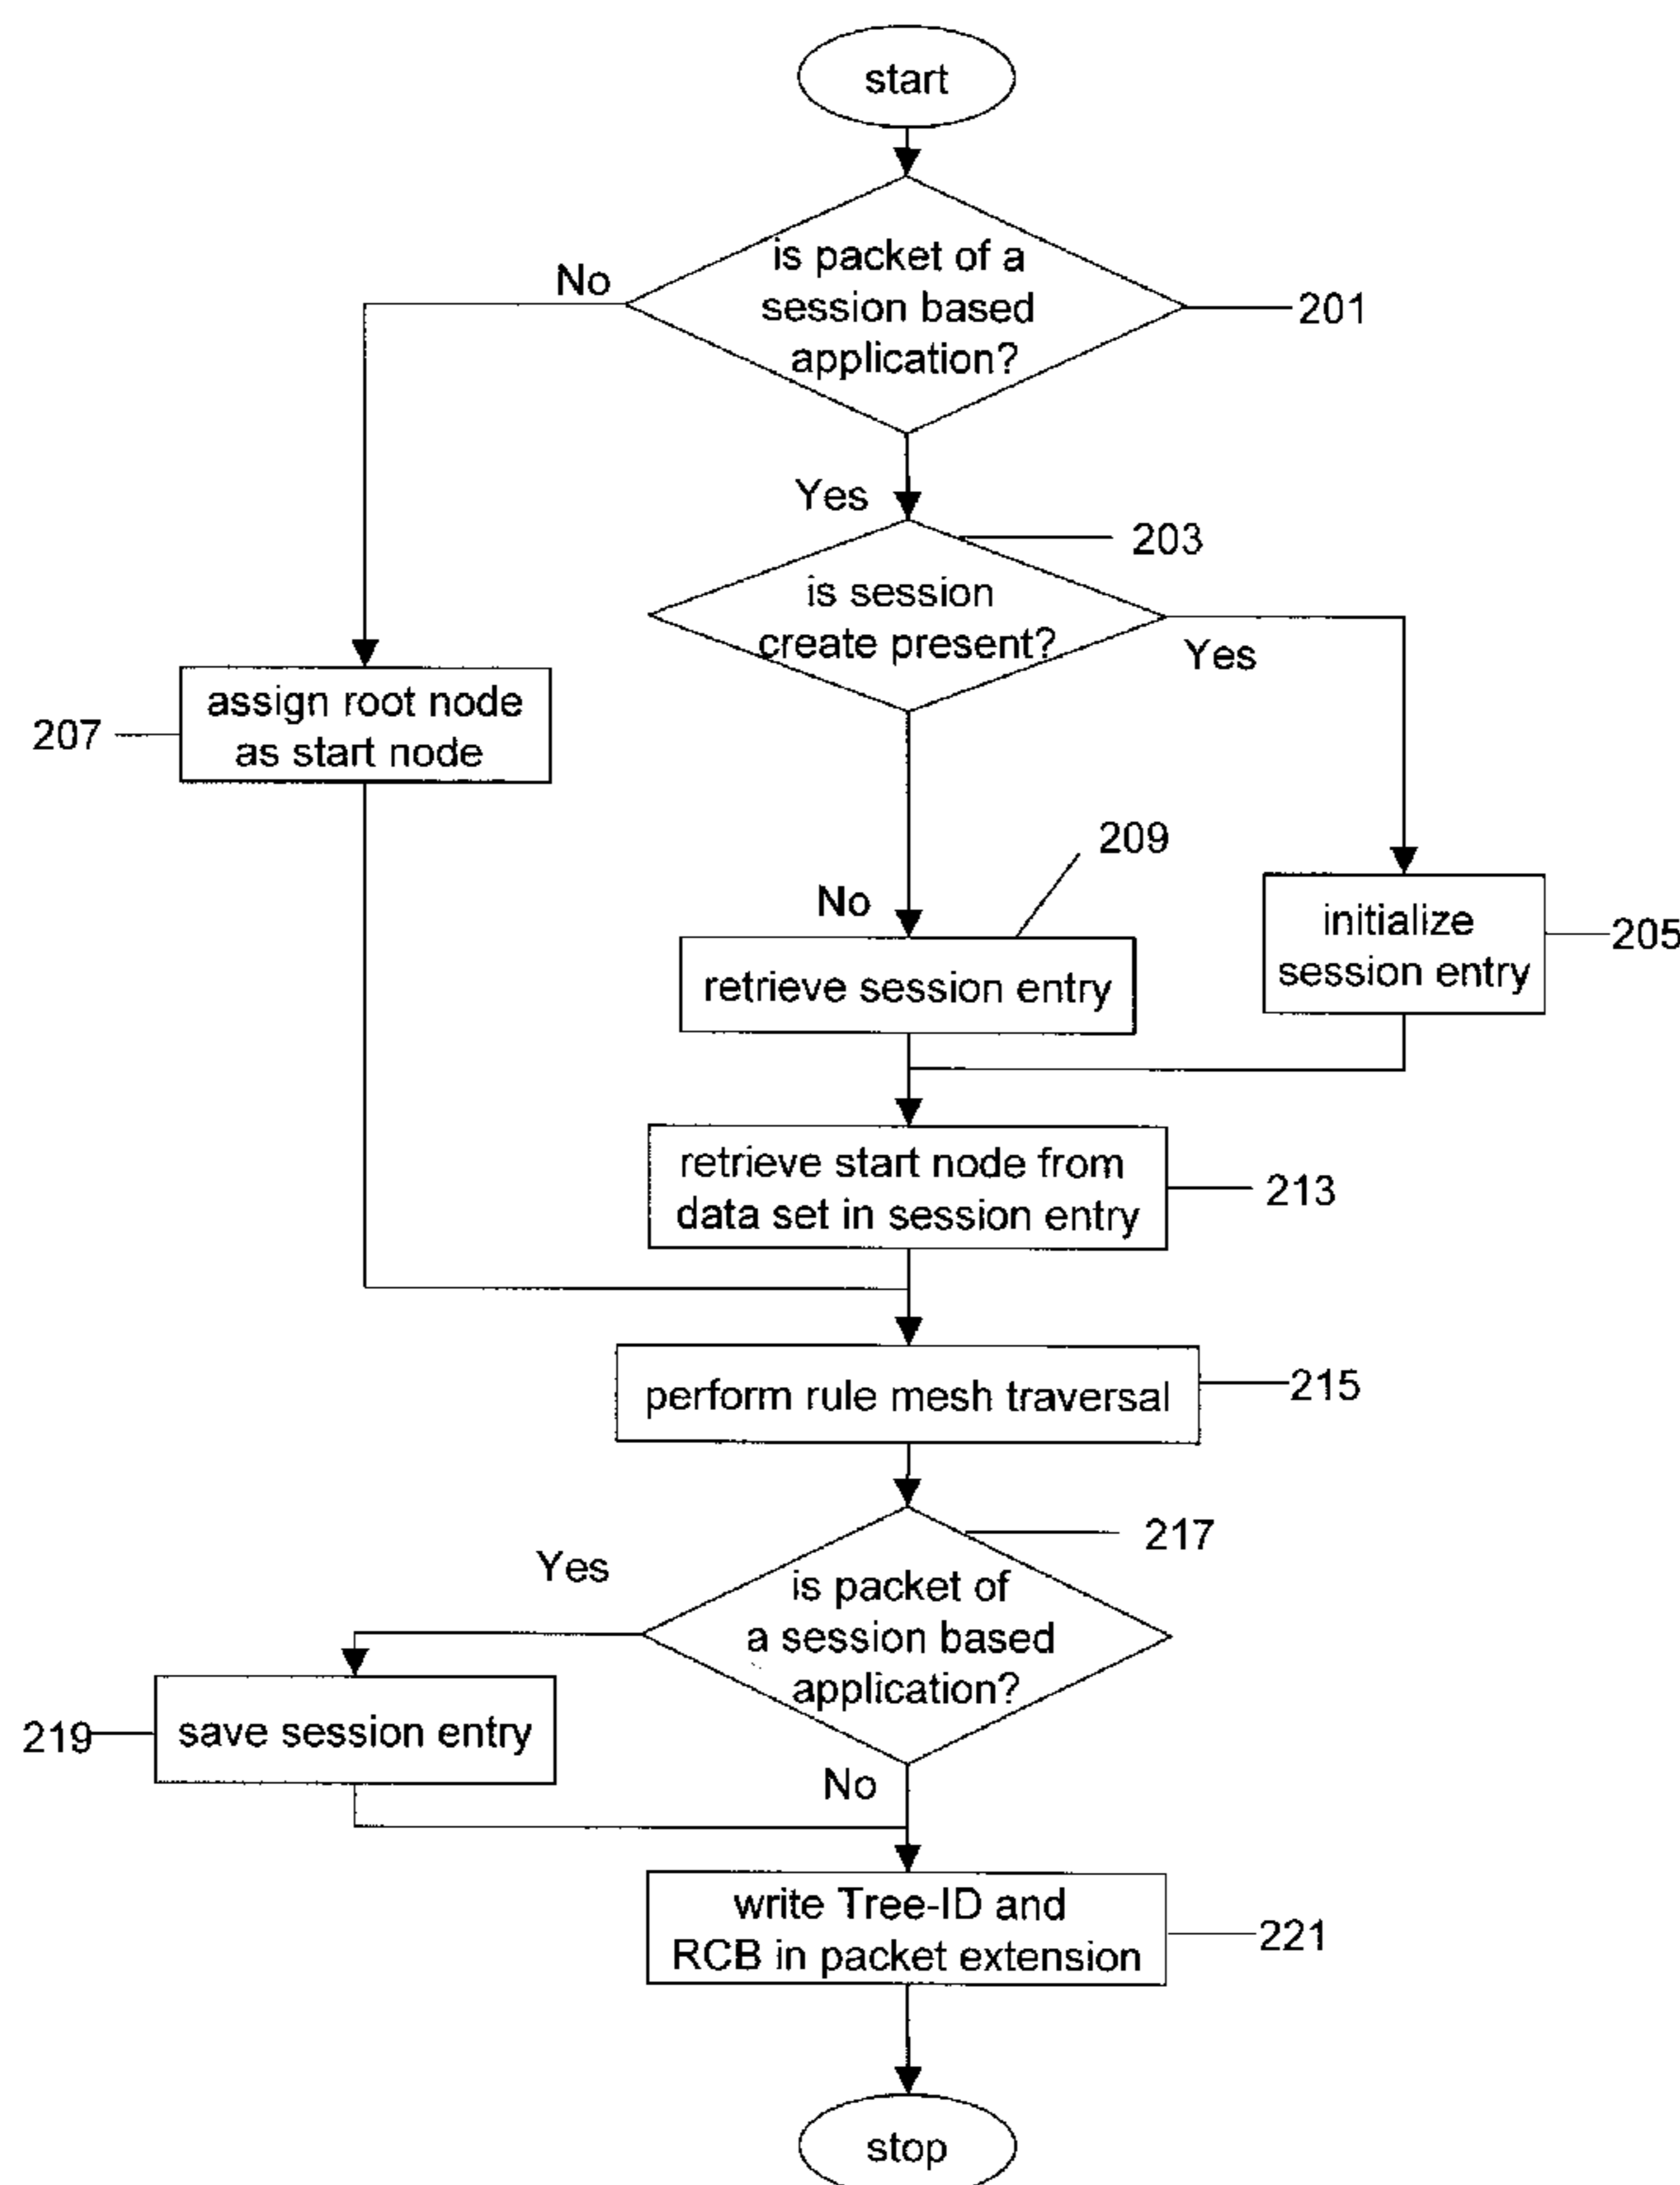 start
is packet of a
session based
application?
No
201
Yes
203
is session
create present?
Yes
assign root node
as start node
207
209
No
initialize
session entry
205
retrieve session entry
retrieve start node from
data set in session entry
213
perform rule mesh traversal
215
217
Yes
is packet of
a session based
application?
219
save session entry
No
write Tree-ID and
RCB in packet extension
221
stop